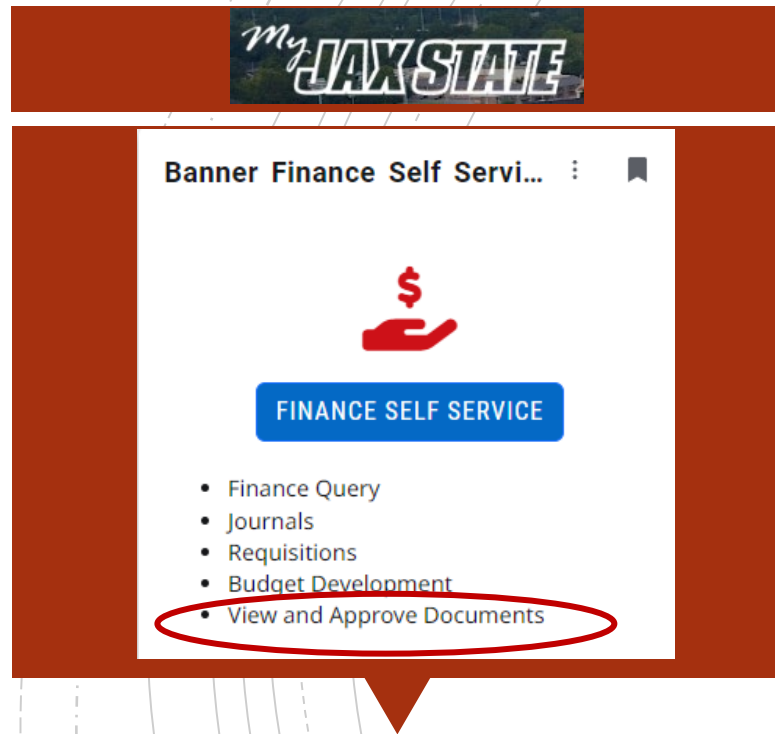 My JAX STATE
Banner Finance Self Servi...
$
FINANCE SELF SERVICE
• Finance Query
• Journals
• Requisitions
• Budget Development
• View and Approve Documents